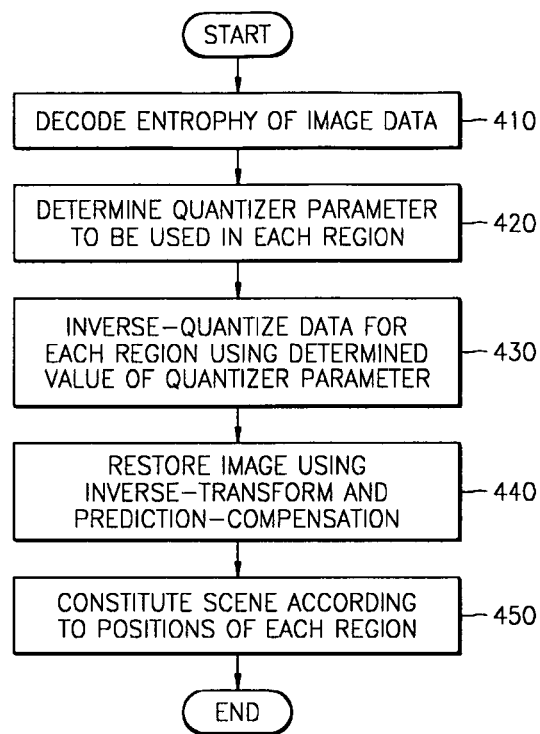 START
DECODE ENTROPHY OF IMAGE DATA
410
DETERMINE QUANTIZER PARAMETER
TO BE USED IN EACH REGION
420
INVERSE-QUANTIZE DATA FOR
EACH REGION USING DETERMINED
VALUE OF QUANTIZER PARAMETER
430
RESTORE IMAGE USING
INVERSE-TRANSFORM AND
PREDICTION-COMPENSATION
440
CONSTITUTE SCENE ACCORDING
TO POSITIONS OF EACH REGION
450
END